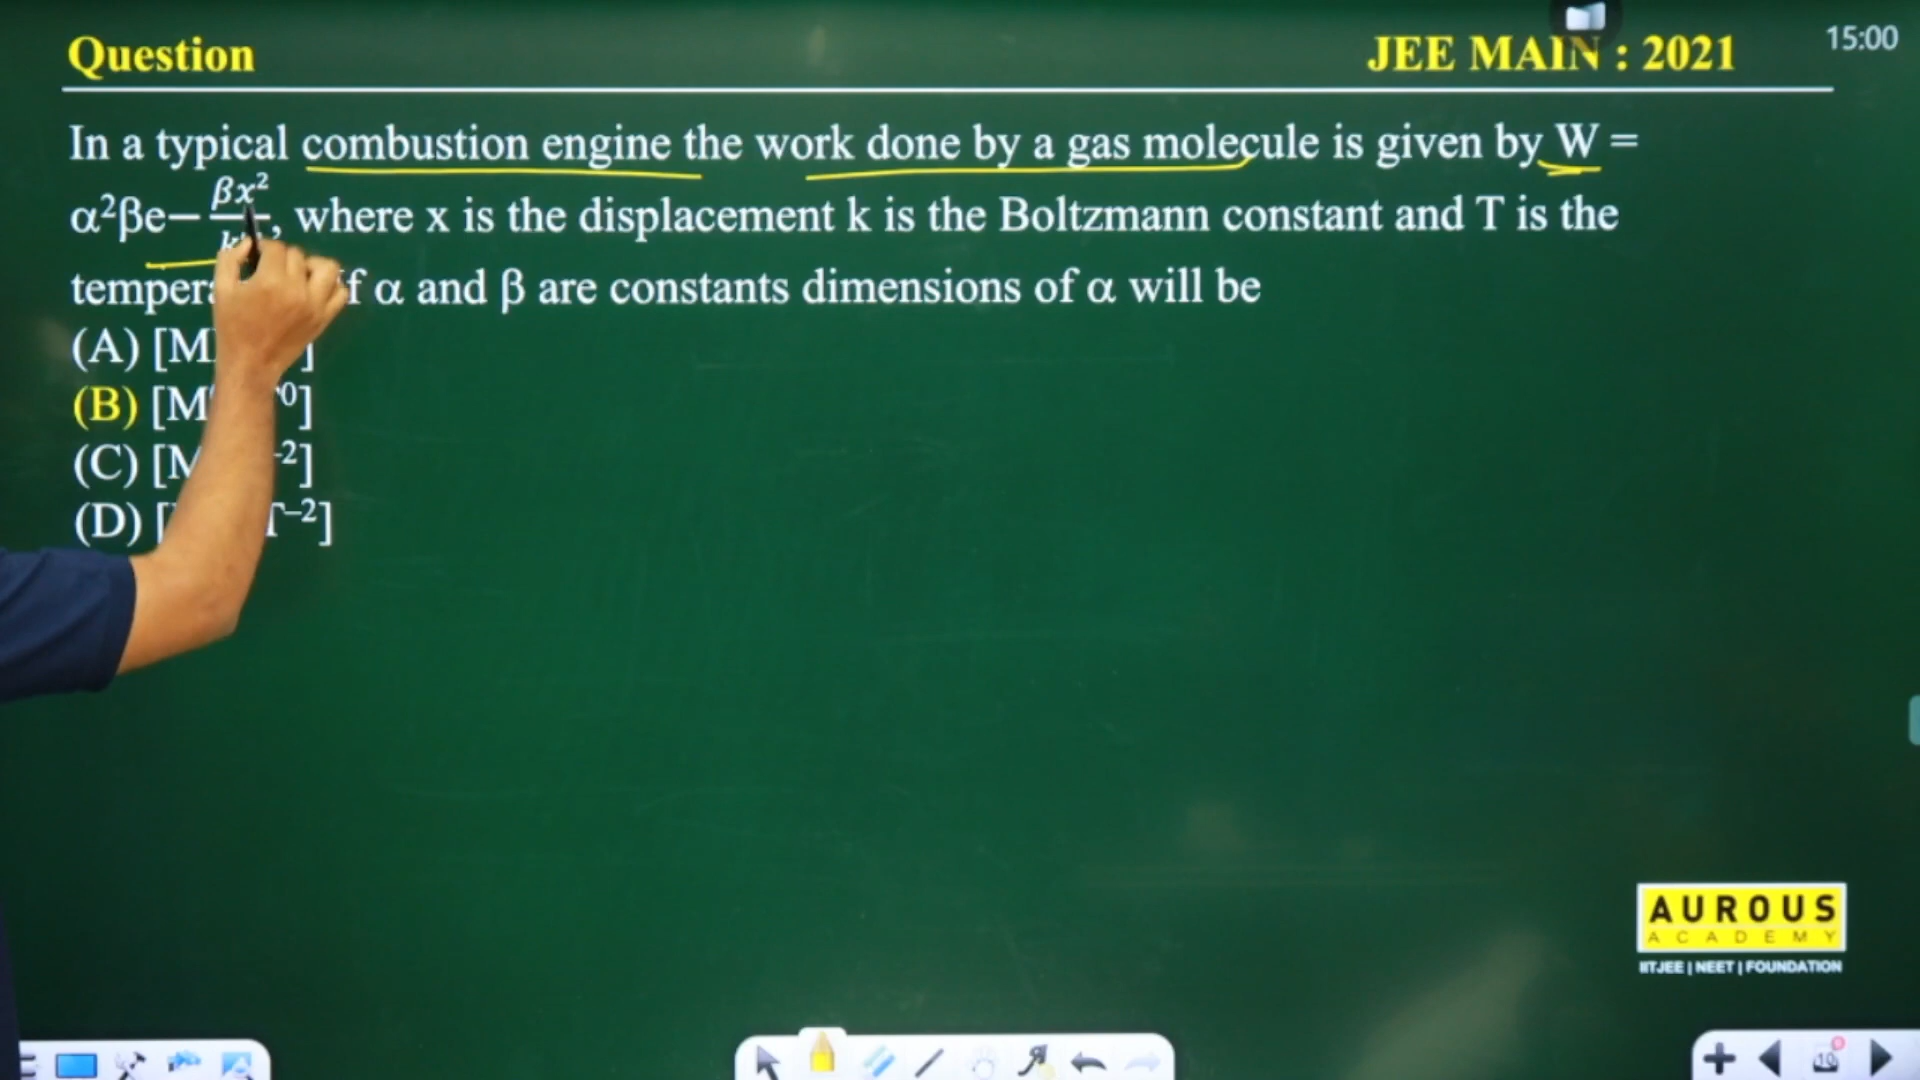 Question
JEE MAIN : 2021
15:00
In a typical combustion engine the work done by a gas molecule is given by W =
α²βe− βx²/k, where x is the displacement k is the Boltzmann constant and T is the
f α and β are constants dimensions of α will be
(A) [M ]
(B) [M ⁰]
(C) [M ⁻²]
(D) [ T⁻²]
AUROUS
ACADEMY
IITJEE | NEET | FOUNDATION
10